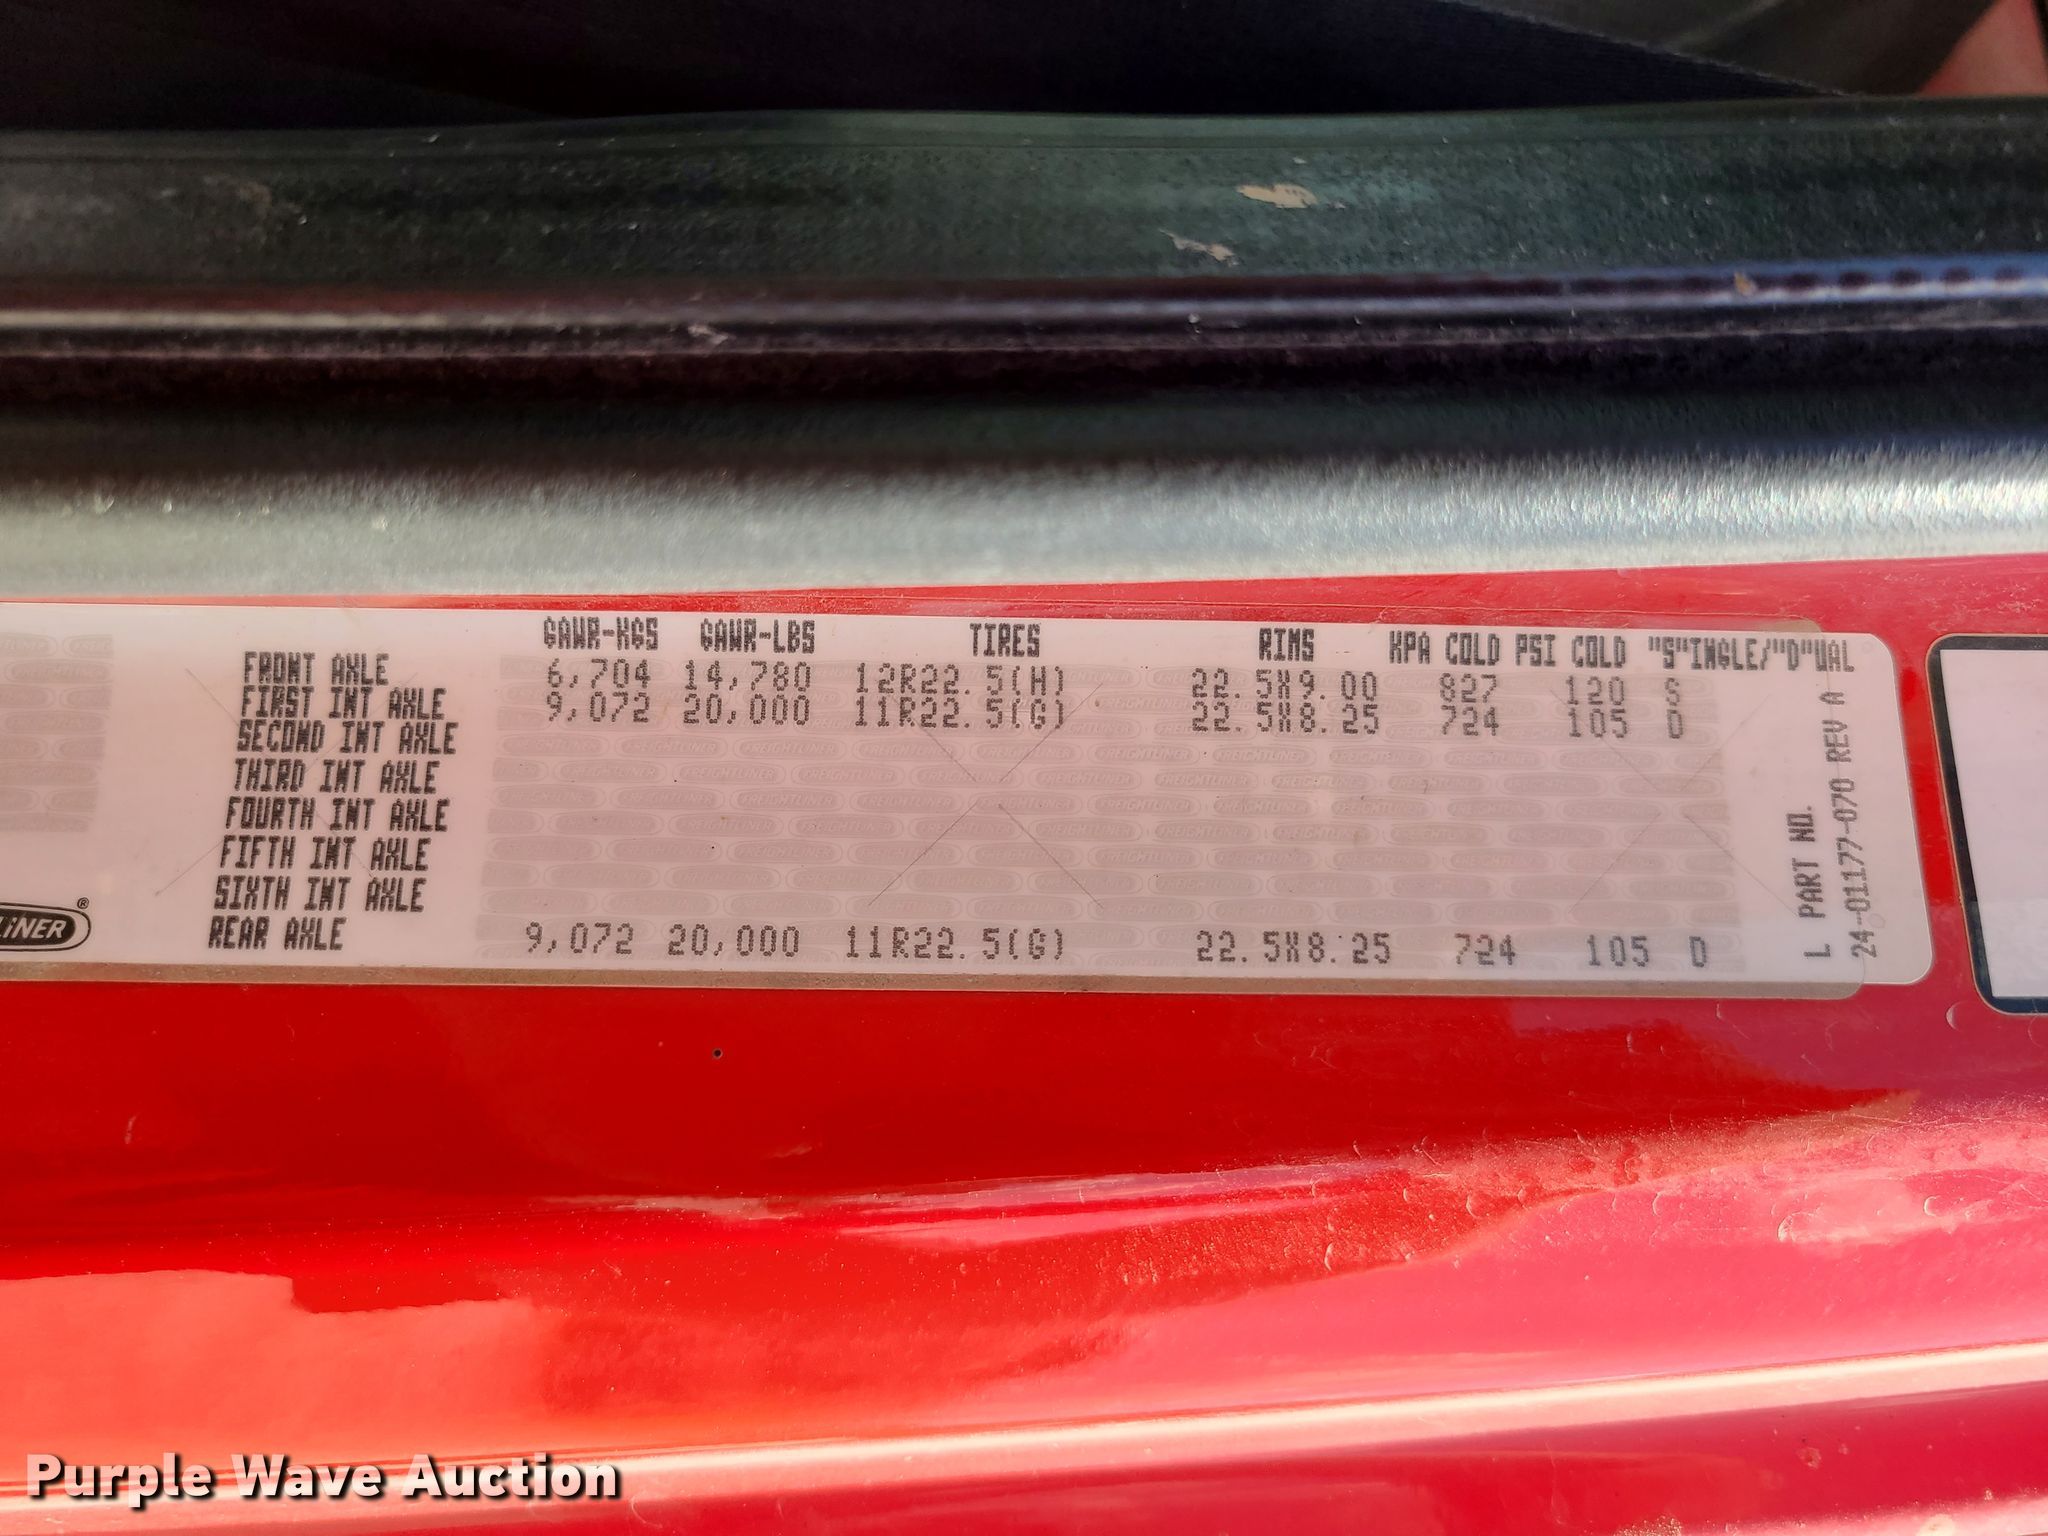 GAWR-KGS GAWR-LBS TIRES RIMS KPA COLD PSI COLD "S"INGLE/"D"UAL
FRONT AXLE 6,704 14,780 12R22.5(H) 22.5X9.00 827 120 S
FIRST INT AXLE 9,072 20,000 11R22.5(G) 22.5X8.25 724 105 D
SECOND INT AXLE
THIRD INT AXLE
FOURTH INT AXLE
FIFTH INT AXLE
SIXTH INT AXLE
REAR AXLE 9,072 20,000 11R22.5(G) 22.5X8.25 724 105 D
L PART NO.
24-01177-070 REV A
LINER®
Purple Wave Auction